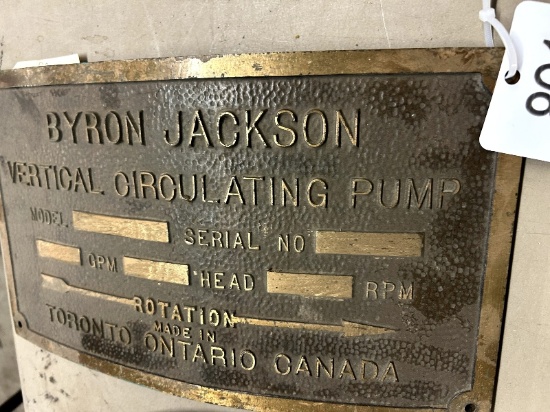 BYRON JACKSON
VERTICAL CIRCULATING PUMP
MODEL SERIAL NO
GPM HEAD RPM
ROTATION
MADE IN
TORONTO ONTARIO CANADA